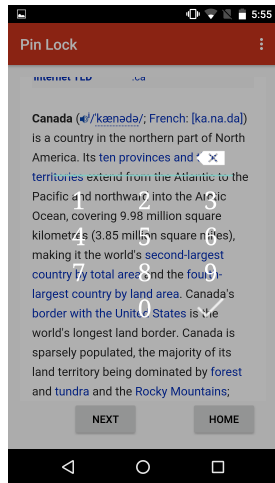 5:55
Pin Lock
Internet TLD .ca
Canada (/ˈkænədə/; French: [ka.na.da])
is a country in the northern part of North
America. Its ten provinces and
territories extend from the Atlantic to the
Pacific and northward into the Arctic
Ocean, covering 9.98 million square
kilometres (3.85 million square miles),
making it the world's second-largest
country by total area and the fourth-
largest country by land area. Canada's
border with the United States is the
world's longest land border. Canada is
sparsely populated, the majority of its
land territory being dominated by forest
and tundra and the Rocky Mountains;
1 2 3
4 5 6
7 8 9
0
NEXT HOME